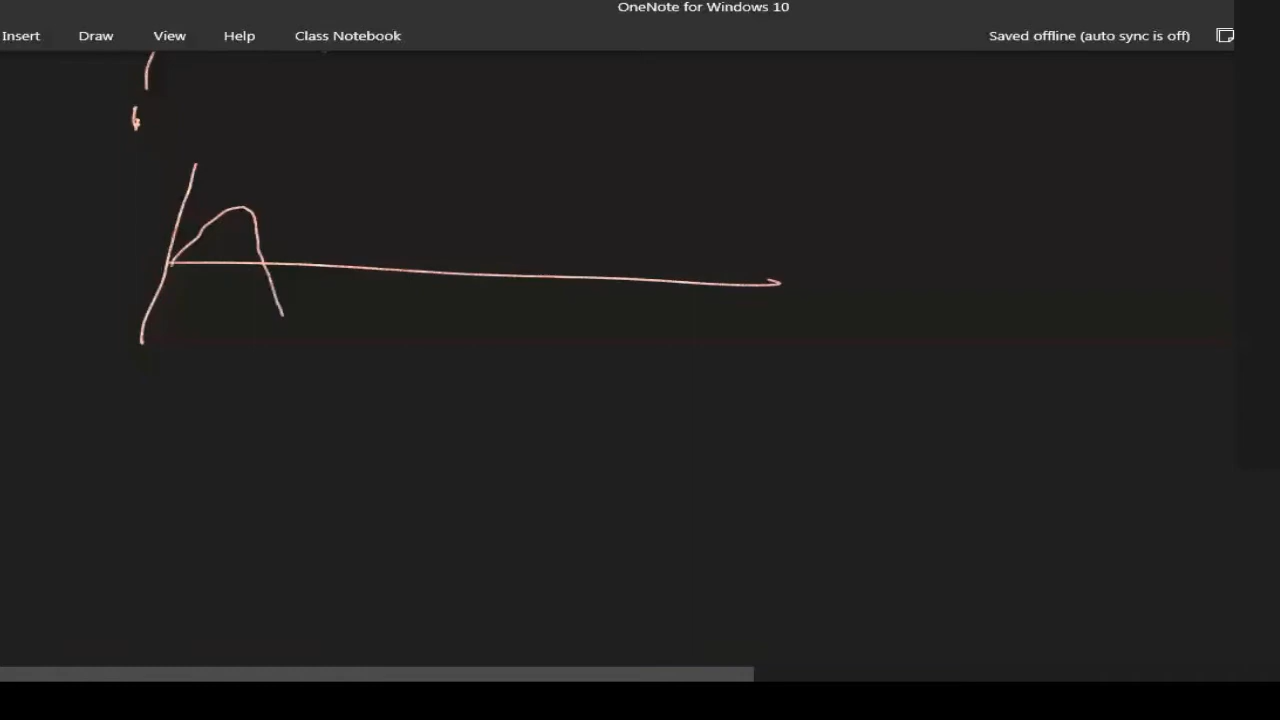 OneNote for Windows 10
Insert Draw View Help Class Notebook Saved offline (auto sync is off)